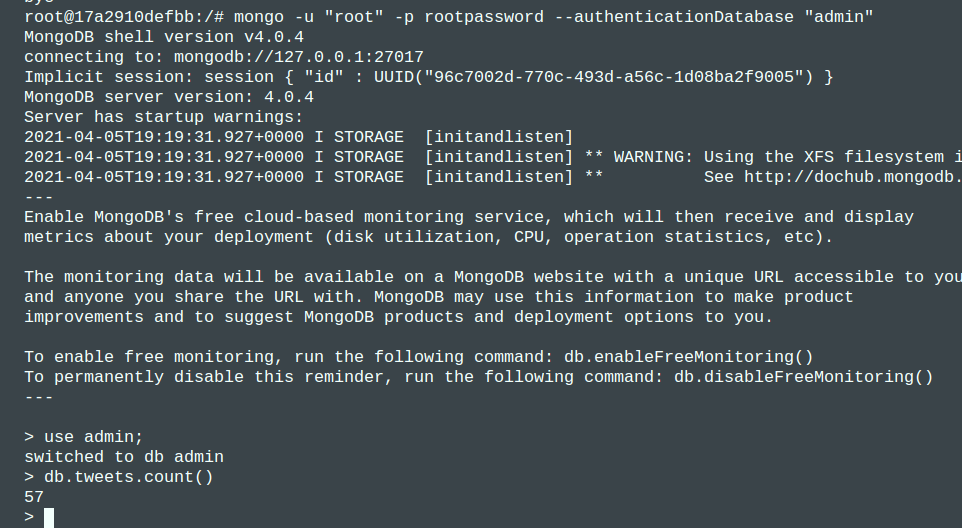 bye
root@17a2910defbb:/# mongo -u "root" -p rootpassword --authenticationDatabase "admin"
MongoDB shell version v4.0.4
connecting to: mongodb://127.0.0.1:27017
Implicit session: session { "id" : UUID("96c7002d-770c-493d-a56c-1d08ba2f9005") }
MongoDB server version: 4.0.4
Server has startup warnings:
2021-04-05T19:19:31.927+0000 I STORAGE  [initandlisten]
2021-04-05T19:19:31.927+0000 I STORAGE  [initandlisten] ** WARNING: Using the XFS filesystem i
2021-04-05T19:19:31.927+0000 I STORAGE  [initandlisten] **          See http://dochub.mongodb.
---
Enable MongoDB's free cloud-based monitoring service, which will then receive and display
metrics about your deployment (disk utilization, CPU, operation statistics, etc).

The monitoring data will be available on a MongoDB website with a unique URL accessible to you
and anyone you share the URL with. MongoDB may use this information to make product
improvements and to suggest MongoDB products and deployment options to you.

To enable free monitoring, run the following command: db.enableFreeMonitoring()
To permanently disable this reminder, run the following command: db.disableFreeMonitoring()
---

> use admin;
switched to db admin
> db.tweets.count()
57
>